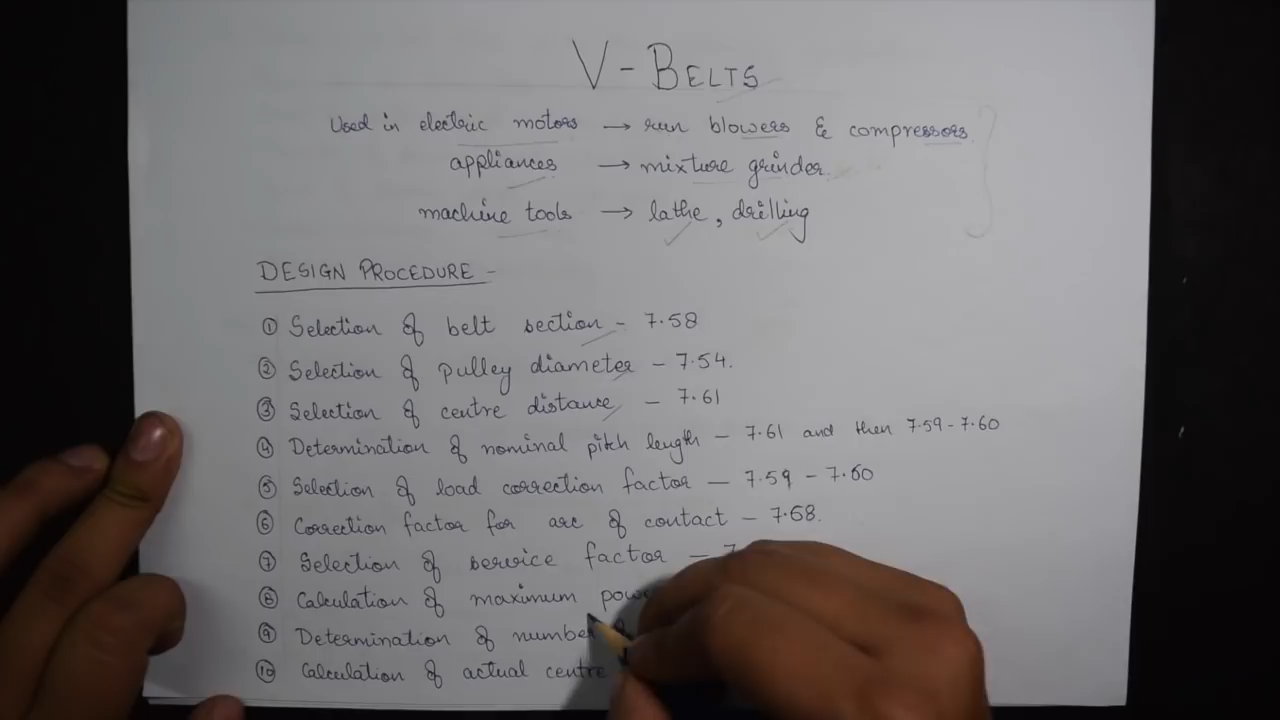 V - BELTS
Used in electric motors → run blowers & compressors.
appliances → mixture grinder.
machine tools → lathe, drilling
DESIGN PROCEDURE -
① Selection of belt section - 7.58
② Selection of pulley diameter - 7.54.
③ Selection of centre distance - 7.61
④ Determination of nominal pitch length - 7.61 and then 7.59 - 7.60
⑤ Selection of load correction factor - 7.59 - 7.60
⑥ Correction factor for arc of contact - 7.68.
⑦ Selection of service factor - 7
⑧ Calculation of maximum
⑨ Determination of number
⑩ Calculation of actual centre